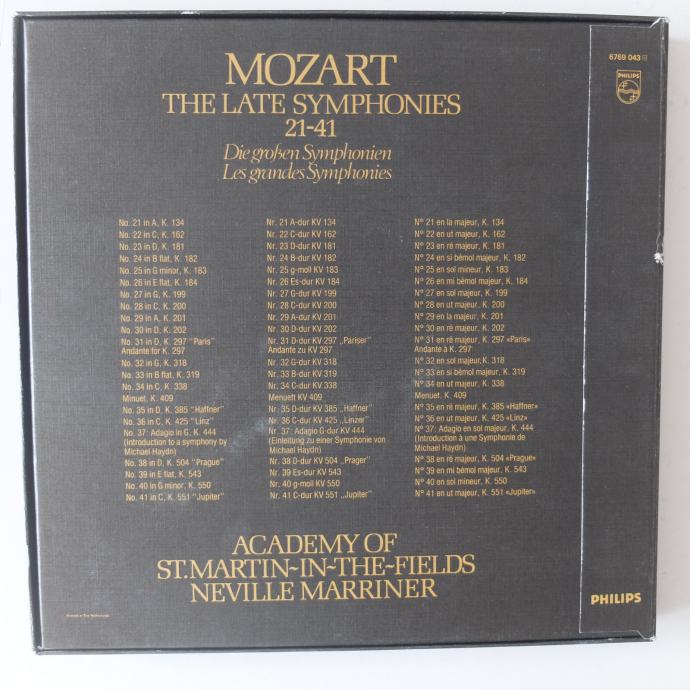 MOZART
THE LATE SYMPHONIES
21-41
Die großen Symphonien
Les grandes Symphonies
No. 21 in A, K. 134
No. 22 in C, K. 162
No. 23 in D, K. 181
No. 24 in B flat, K. 182
No. 25 in G minor, K. 183
No. 26 in E flat, K. 184
No. 27 in G, K. 199
No. 28 in C, K. 200
No. 29 in A, K. 201
No. 30 in D, K. 202
No. 31 in D, K. 297 "Paris"
Andante for K. 297
No. 32 in G, K. 318
No. 33 in B flat, K. 319
No. 34 in C, K. 338
Minuet, K. 409
No. 35 in D, K. 385 "Haffner"
No. 36 in C, K. 425 "Linz"
No. 37: Adagio in G, K. 444
(Introduction to a symphony by
Michael Haydn)
No. 38 in D, K. 504 "Prague"
No. 39 in E flat, K. 543
No. 40 in G minor, K. 550
No. 41 in C, K. 551 "Jupiter"
Nr. 21 A-dur KV 134
Nr. 22 C-dur KV 162
Nr. 23 D-dur KV 181
Nr. 24 B-dur KV 182
Nr. 25 g-moll KV 183
Nr. 26 Es-dur KV 184
Nr. 27 G-dur KV 199
Nr. 28 C-dur KV 200
Nr. 29 A-dur KV 201
Nr. 30 D-dur KV 202
Nr. 31 D-dur KV 297 „Pariser"
Andante zu KV 297
Nr. 32 G-dur KV 318
Nr. 33 B-dur KV 319
Nr. 34 C-dur KV 338
Menuett KV 409
Nr. 35 D-dur KV 385 „Haffner"
Nr. 36 C-dur KV 425 „Linzer"
Nr. 37: Adagio G-dur KV 444
(Einleitung zu einer Symphonie von
Michael Haydn)
Nr. 38 D-dur KV 504 „Prager"
Nr. 39 Es-dur KV 543
Nr. 40 g-moll KV 550
Nr. 41 C-dur KV 551 „Jupiter"
N° 21 en la majeur, K. 134
N° 22 en ut majeur, K. 162
N° 23 en ré majeur, K. 181
N° 24 en si bémol majeur, K. 182
N° 25 en sol mineur, K. 183
N° 26 en mi bémol majeur, K. 184
N° 27 en sol majeur, K. 199
N° 28 en ut majeur, K. 200
N° 29 en la majeur, K. 201
N° 30 en ré majeur, K. 202
N° 31 en ré majeur, K. 297 «Paris»
Andante à K. 297
N° 32 en sol majeur, K. 318
N° 33 en si bémol majeur, K. 319
N° 34 en ut majeur, K. 338
Menuet, K. 409
N° 35 en ré majeur, K. 385 «Haffner»
N° 36 en ut majeur, K. 425 «Linz»
N° 37: Adagio en sol majeur, K. 444
(Introduction à une Symphonie de
Michael Haydn)
N° 38 en ré majeur, K. 504 «Prague»
N° 39 en mi bémol majeur, K. 543
N° 40 en sol mineur, K. 550
N° 41 en ut majeur, K. 551 «Jupiter»
ACADEMY OF
ST. MARTIN-IN-THE-FIELDS
NEVILLE MARRINER
6769 043
PHILIPS
PHILIPS